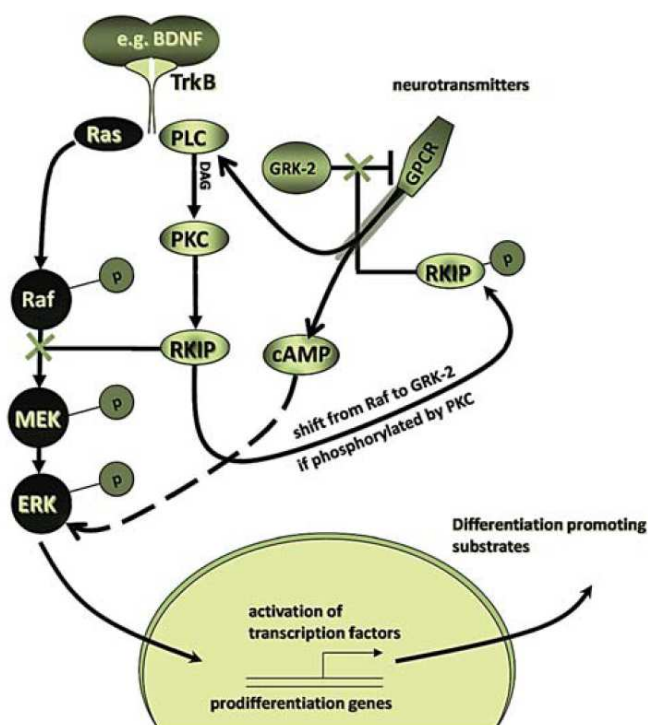 e.g. BDNF
TrkB
neurotransmitters
Ras
PLC
GRK-2
GPCR
DAG
PKC
RKIP
p
p
Raf
RKIP
cAMP
shift from Raf to GRK-2
if phosphorylated by PKC
MEK
p
ERK
p
Differentiation promoting
substrates
activation of
transcription factors
prodifferentiation genes